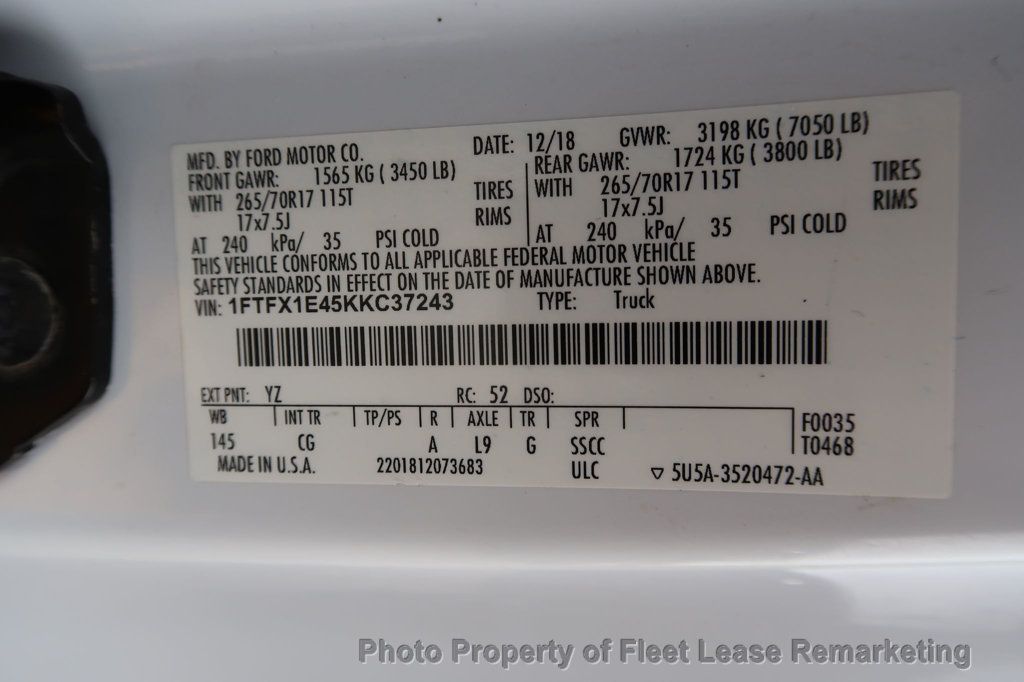 MFD. BY FORD MOTOR CO. DATE: 12/18 GVWR: 3198 KG ( 7050 LB)
FRONT GAWR: 1565 KG ( 3450 LB) REAR GAWR: 1724 KG ( 3800 LB)
WITH 265/70R17 115T TIRES WITH 265/70R17 115T TIRES
17x7.5J RIMS 17x7.5J RIMS
AT 240 kPa/ 35 PSI COLD AT 240 kPa/ 35 PSI COLD
THIS VEHICLE CONFORMS TO ALL APPLICABLE FEDERAL MOTOR VEHICLE
SAFETY STANDARDS IN EFFECT ON THE DATE OF MANUFACTURE SHOWN ABOVE.
VIN: 1FTFX1E45KKC37243 TYPE: Truck
EXT PNT: YZ RC: 52 DSO:
WB INT TR TP/PS R AXLE TR SPR F0035
145 CG A L9 G SSCC T0468
MADE IN U.S.A. 2201812073683 ULC ▽ 5U5A-3520472-AA
Photo Property of Fleet Lease Remarketing